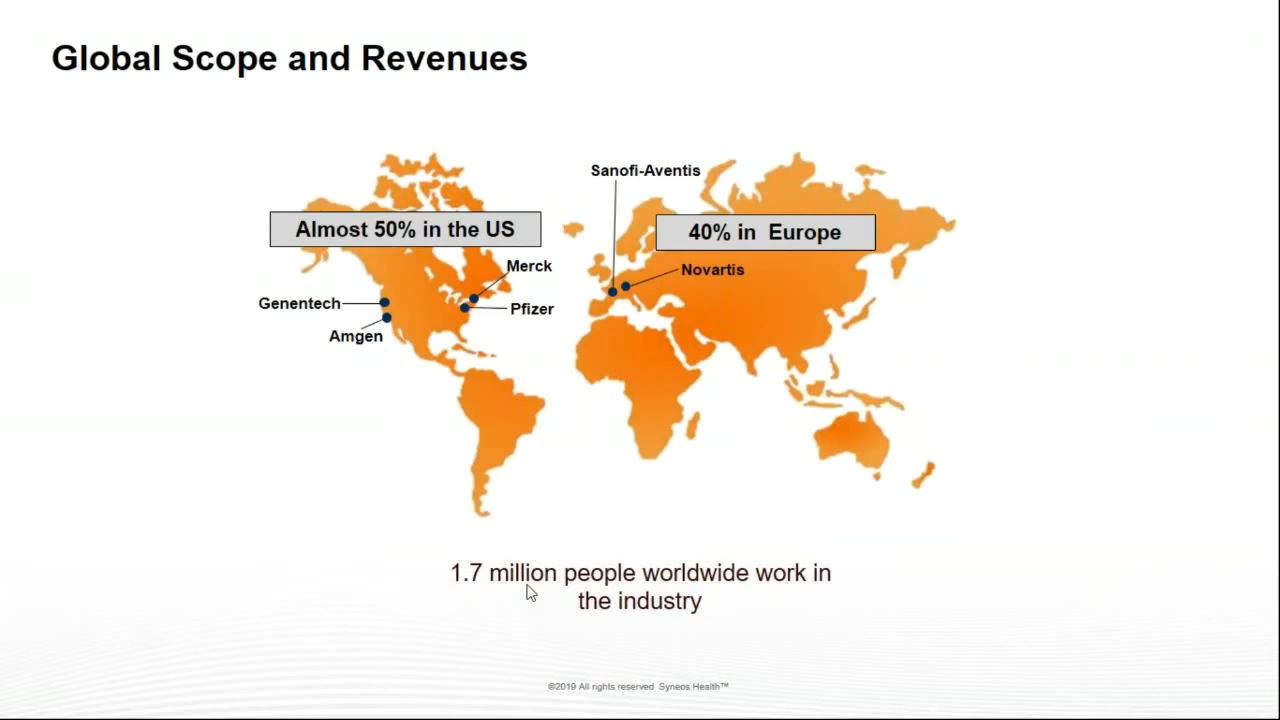 Global Scope and Revenues
Sanofi-Aventis
Almost 50% in the US
40% in  Europe
Merck
Novartis
Genentech
Pfizer
Amgen
1.7 million people worldwide work in
the industry
©2019 All rights reserved  Syneos Health™